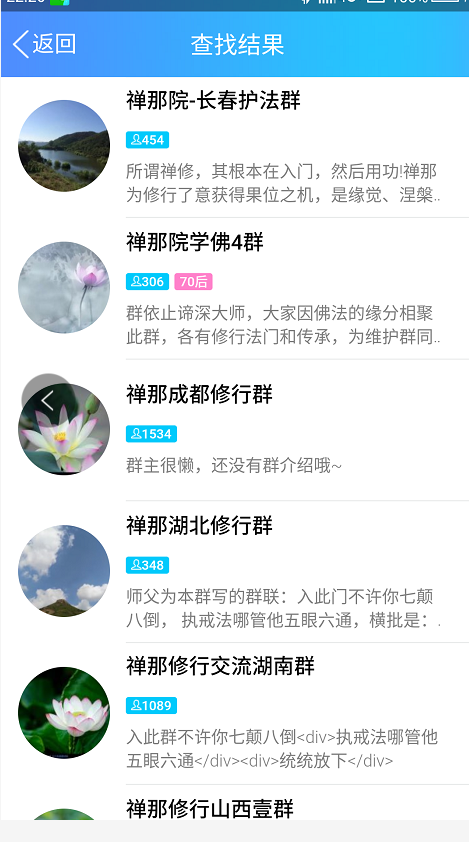 返回
查找结果
禅那院-长春护法群
454
所谓禅修，其根本在入门，然后用功!禅那
为修行了意获得果位之机，是缘觉、涅槃..
禅那院学佛4群
306 70后
群依止谛深大师，大家因佛法的缘分相聚
此群，各有修行法门和传承，为维护群同..
禅那成都修行群
1534
群主很懒，还没有群介绍哦~
禅那湖北修行群
348
师父为本群写的群联：入此门不许你七颠
八倒， 执戒法哪管他五眼六通，横批是：.
禅那修行交流湖南群
1089
入此群不许你七颠八倒<div>执戒法哪管他
五眼六通</div><div>统统放下</div>
禅那修行山西壹群